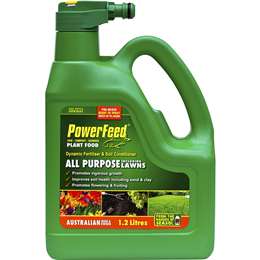 PowerFeed
PLANT FOOD
Dynamic Fertiliser & Soil Conditioner
ALL PURPOSE
LAWNS
• Promotes vigorous growth
• Improves soil health including sand & clay
• Promotes flowering & fruiting
AUSTRALIAN
1.2 Litres